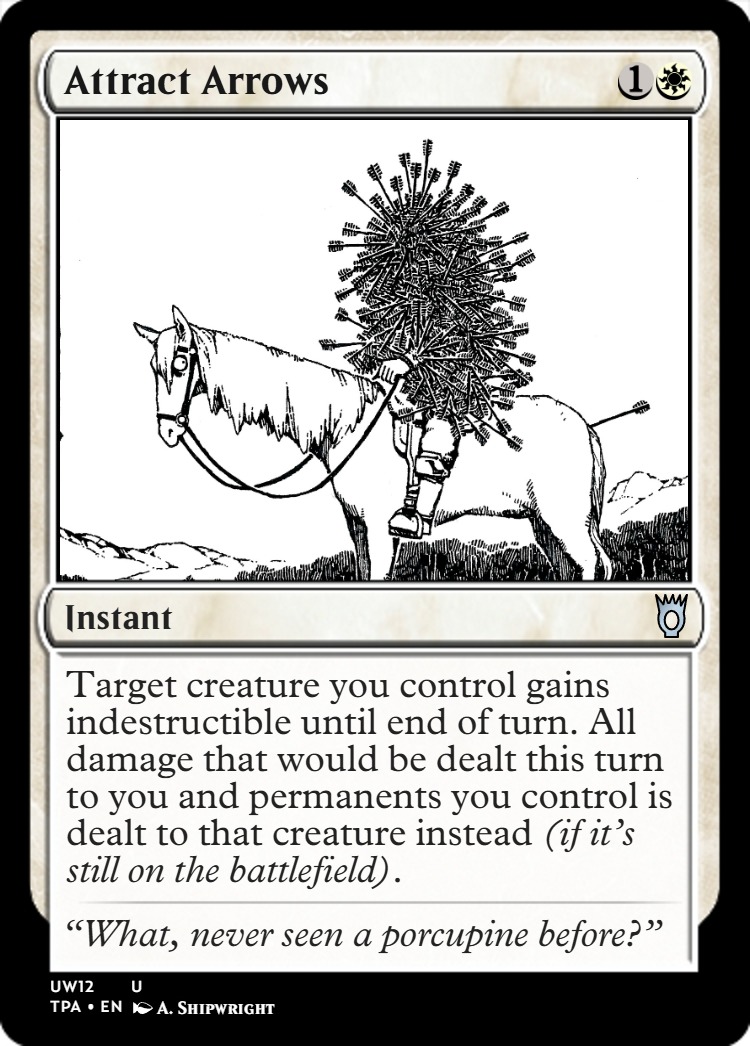 Attract Arrows 1
Instant
Target creature you control gains
indestructible until end of turn. All
damage that would be dealt this turn
to you and permanents you control is
dealt to that creature instead (if it's
still on the battlefield).
“What, never seen a porcupine before?”
UW12 U
TPA • EN A. Shipwright